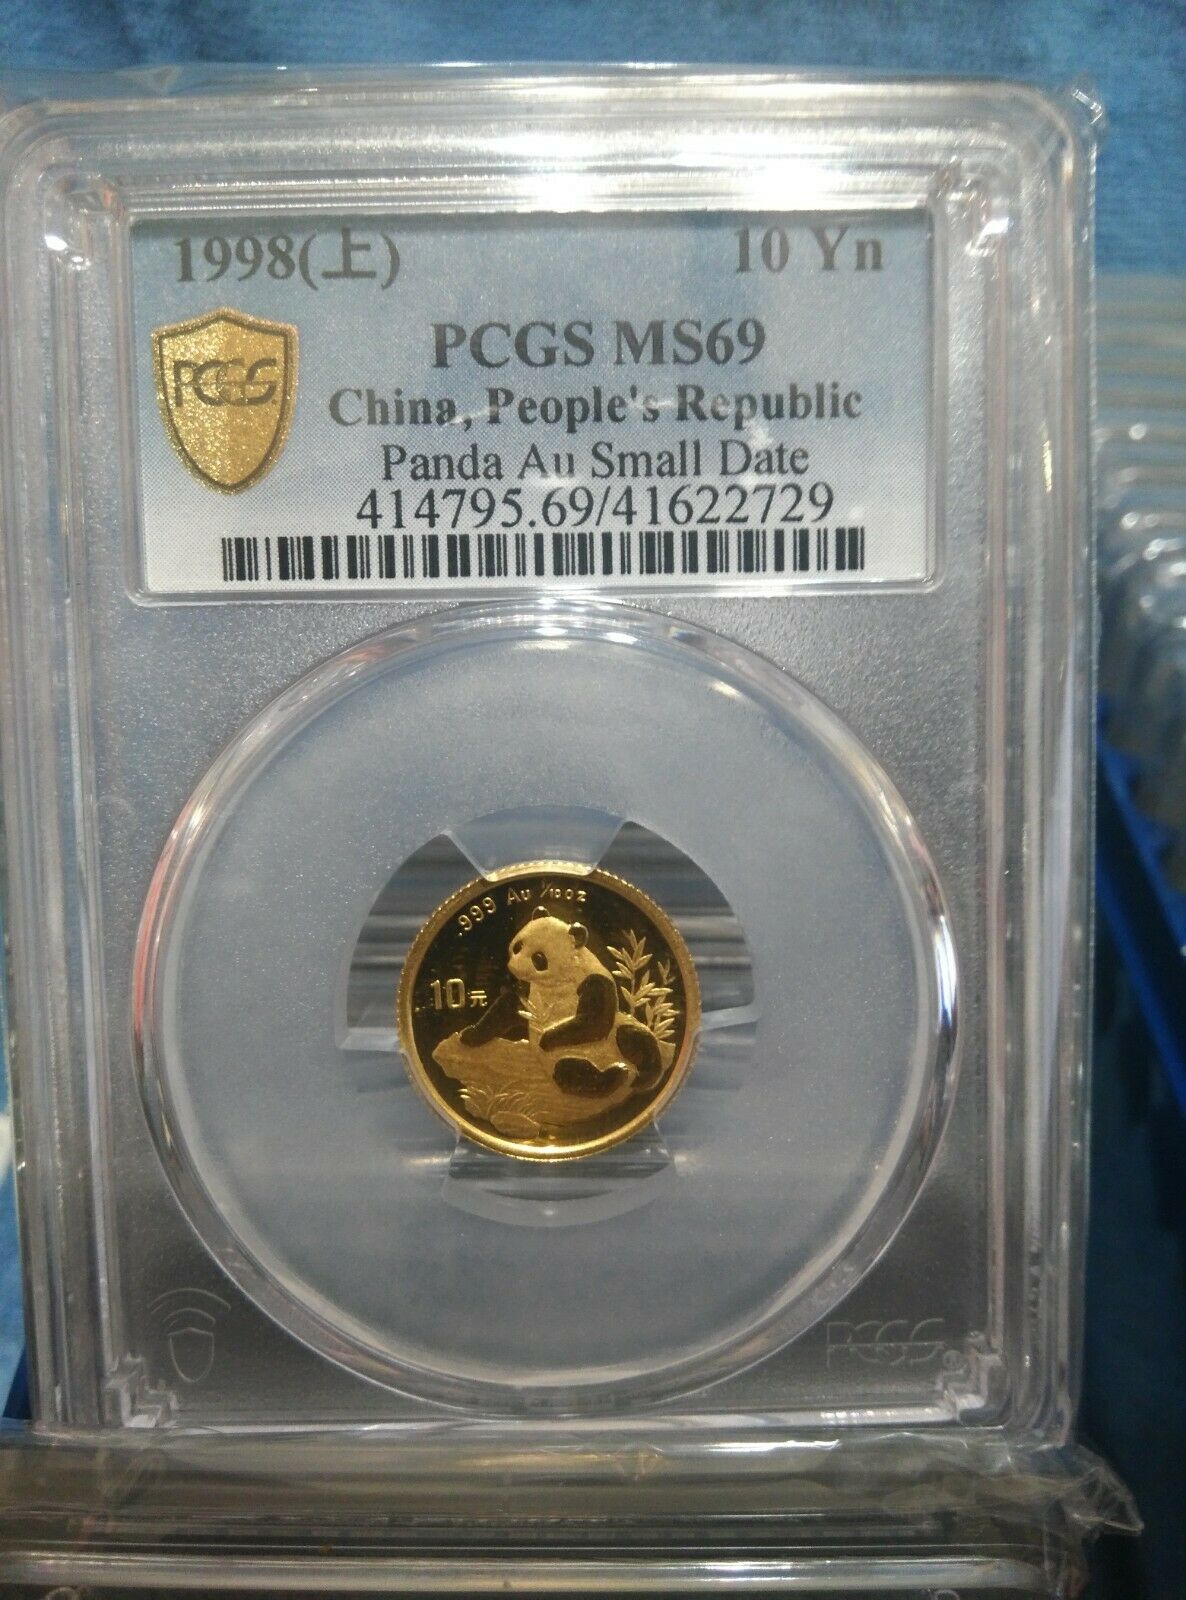 1998(上) 10 Yn
PCGS
PCGS MS69
China, People's Republic
Panda Au Small Date
414795.69/41622729
.999 Au 1/10 OZ
10元
PCGS